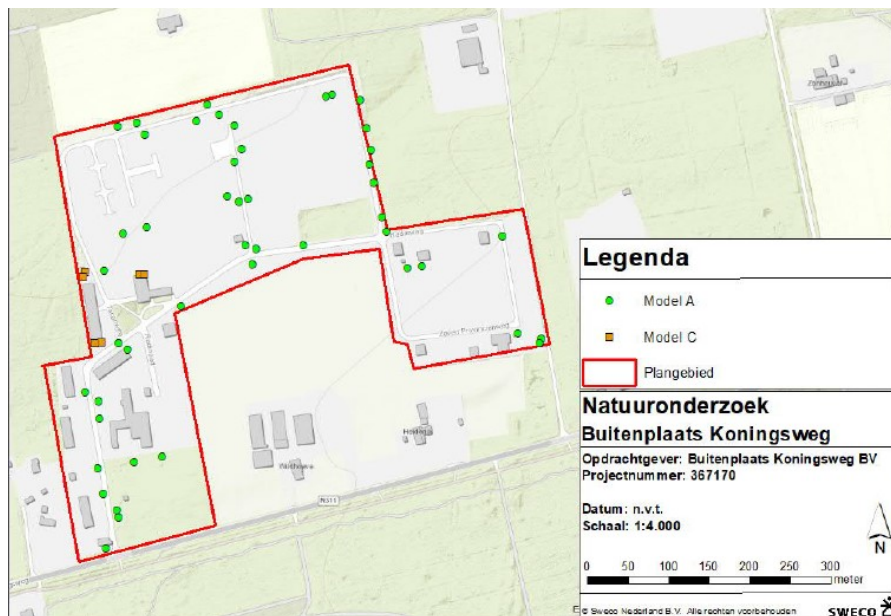 Legenda
Model A
Model C
Plangebied
Natuuronderzoek
Buitenplaats Koningsweg
Opdrachtgever: Buitenplaats Koningsweg BV
Projectnummer: 367170
Datum: n.v.t.
Schaal: 1:4.000
N
0 50 100 150 200 250 300
meter
© Sweco Nederland B.V. Alle rechten voorbehouden
SWECO
N311